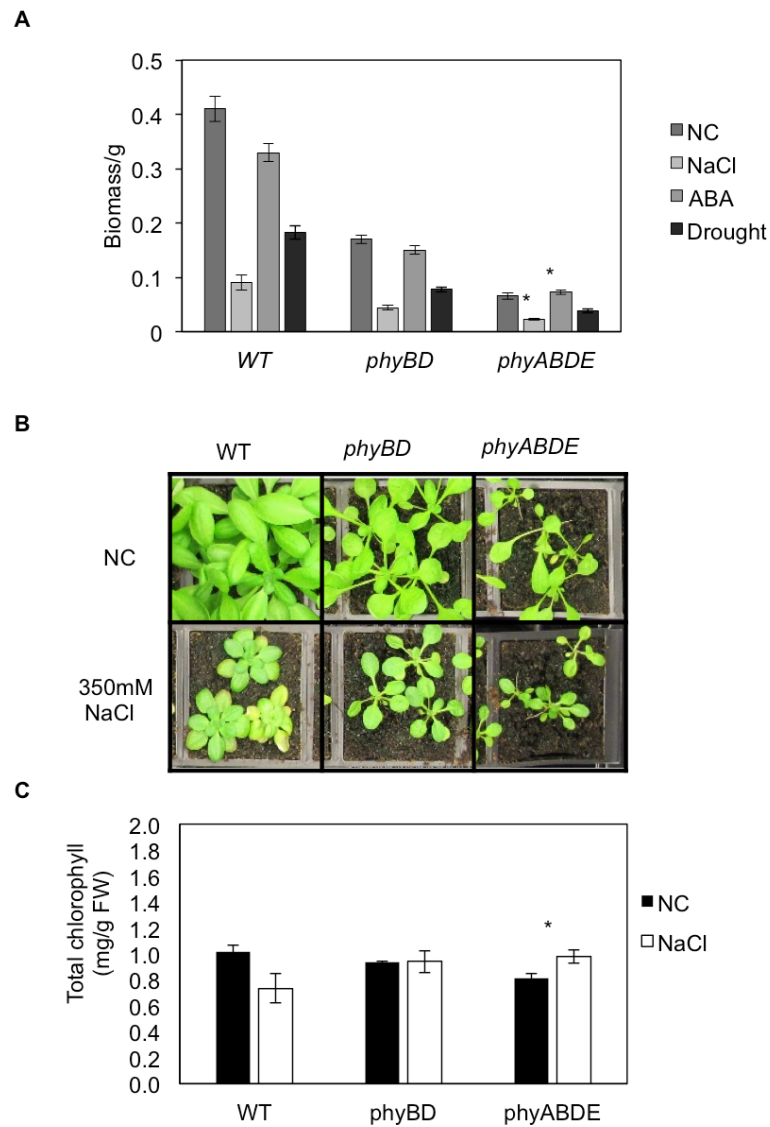 A
0.5
0.4
0.3
0.2
0.1
0
Biomass/g
* *
WT phyBD phyABDE
NC
NaCl
ABA
Drought
B
WT phyBD phyABDE
NC
350mM
NaCl
C
2.0
1.8
1.6
1.4
1.2
1.0
0.8
0.6
0.4
0.2
0.0
Total chlorophyll
(mg/g FW)
*
WT phyBD phyABDE
NC
NaCl